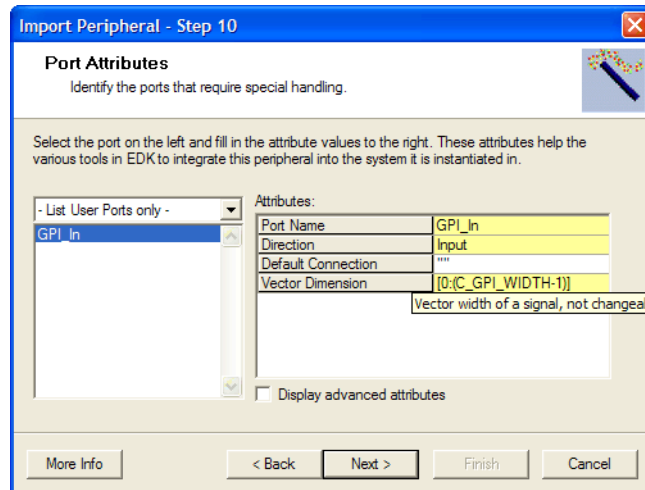 Import Peripheral - Step 10
Port Attributes
Identify the ports that require special handling.
Select the port on the left and fill in the attribute values to the right. These attributes help the
various tools in EDK to integrate this peripheral into the system it is instantiated in.
- List User Ports only -
GPI_In
Attributes:
Port Name GPI_In
Direction Input
Default Connection ""
Vector Dimension [0:(C_GPI_WIDTH-1)]
Vector width of a signal, not changeal
Display advanced attributes
More Info < Back Next > Finish Cancel